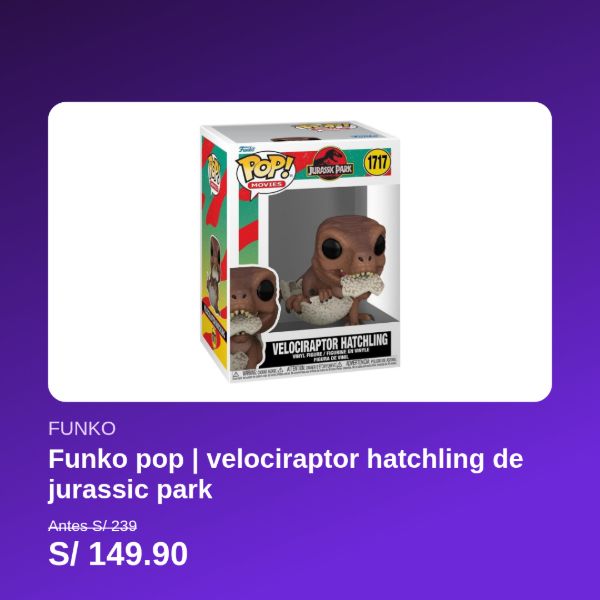 Funko
POP!
MOVIES
JURASSIC PARK
1717
VELOCIRAPTOR HATCHLING
VINYL FIGURE / FIGURINE EN VINYLE
FIGURA DE VINIL
FUNKO
Funko pop | velociraptor hatchling de
jurassic park
Antes S/ 239
S/ 149.90